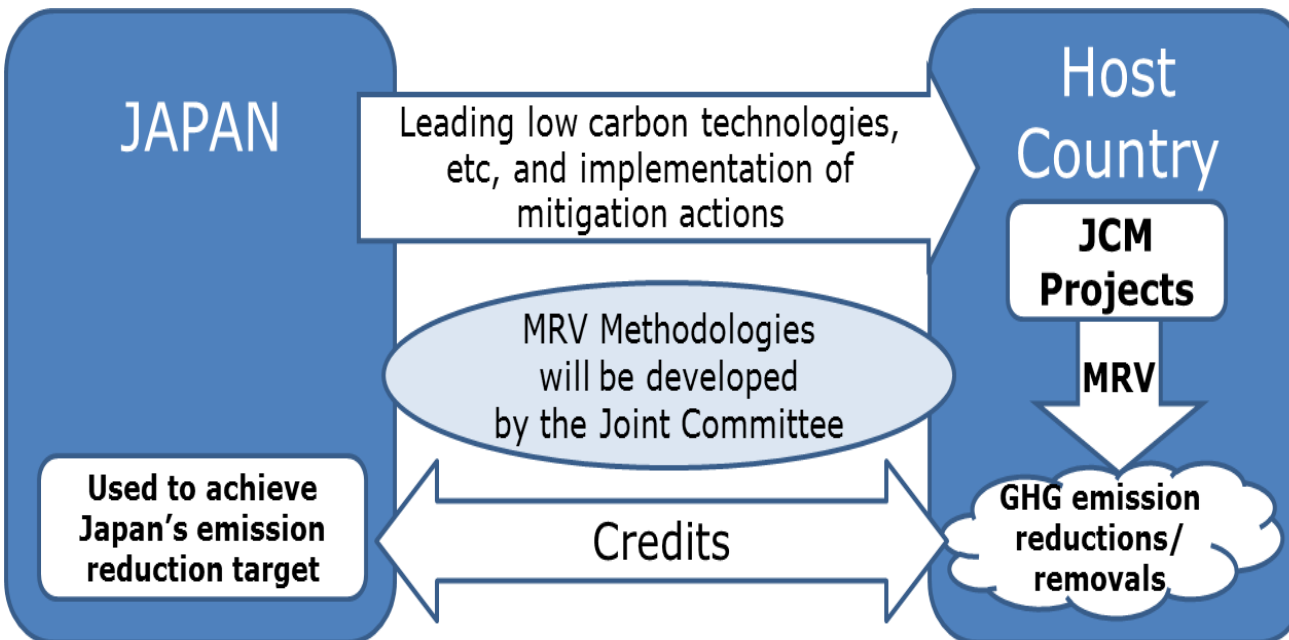 JAPAN
Leading low carbon technologies,
etc, and implementation of
mitigation actions
Host
Country
JCM
Projects
MRV Methodologies
will be developed
by the Joint Committee
MRV
Used to achieve
Japan’s emission
reduction target
Credits
GHG emission
reductions/
removals